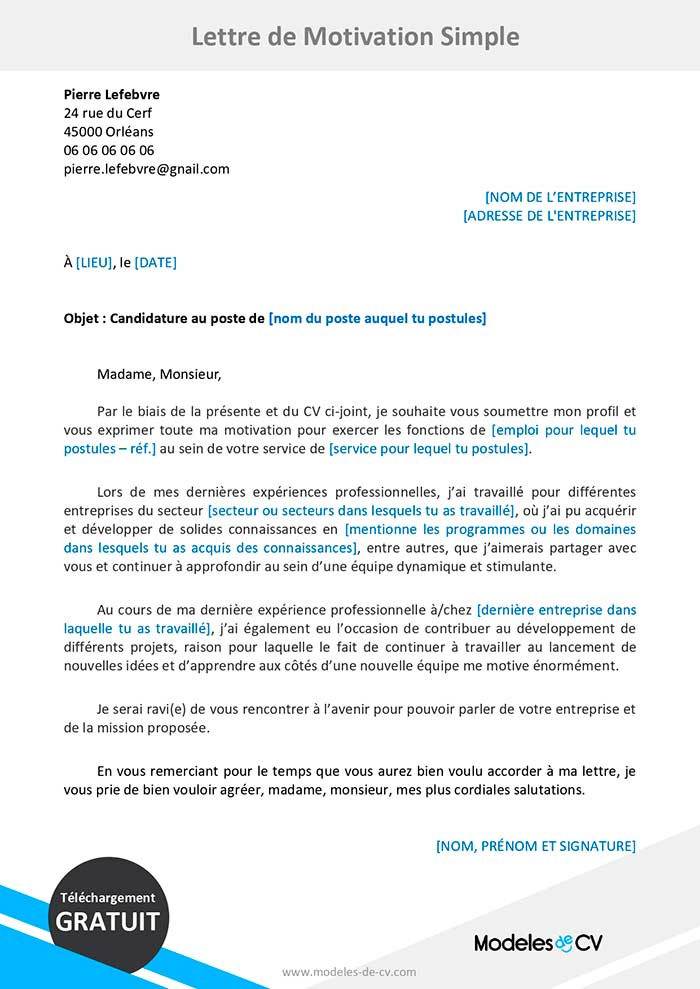 Lettre de Motivation Simple
Pierre Lefebvre
24 rue du Cerf
45000 Orléans
06 06 06 06 06
pierre.lefebvre@gnail.com
[NOM DE L’ENTREPRISE]
[ADRESSE DE L'ENTREPRISE]
À [LIEU], le [DATE]
Objet : Candidature au poste de [nom du poste auquel tu postules]
Madame, Monsieur,
Par le biais de la présente et du CV ci-joint, je souhaite vous soumettre mon profil et
vous exprimer toute ma motivation pour exercer les fonctions de [emploi pour lequel tu
postules – réf.] au sein de votre service de [service pour lequel tu postules].
Lors de mes dernières expériences professionnelles, j’ai travaillé pour différentes
entreprises du secteur [secteur ou secteurs dans lesquels tu as travaillé], où j’ai pu acquérir
et développer de solides connaissances en [mentionne les programmes ou les domaines
dans lesquels tu as acquis des connaissances], entre autres, que j’aimerais partager avec
vous et continuer à approfondir au sein d’une équipe dynamique et stimulante.
Au cours de ma dernière expérience professionnelle à/chez [dernière entreprise dans
laquelle tu as travaillé], j’ai également eu l’occasion de contribuer au développement de
différents projets, raison pour laquelle le fait de continuer à travailler au lancement de
nouvelles idées et d’apprendre aux côtés d’une nouvelle équipe me motive énormément.
Je serai ravi(e) de vous rencontrer à l’avenir pour pouvoir parler de votre entreprise et
de la mission proposée.
En vous remerciant pour le temps que vous aurez bien voulu accorder à ma lettre, je
vous prie de bien vouloir agréer, madame, monsieur, mes plus cordiales salutations.
[NOM, PRÉNOM ET SIGNATURE]
Téléchargement
GRATUIT
Modeles de CV
www.modeles-de-cv.com